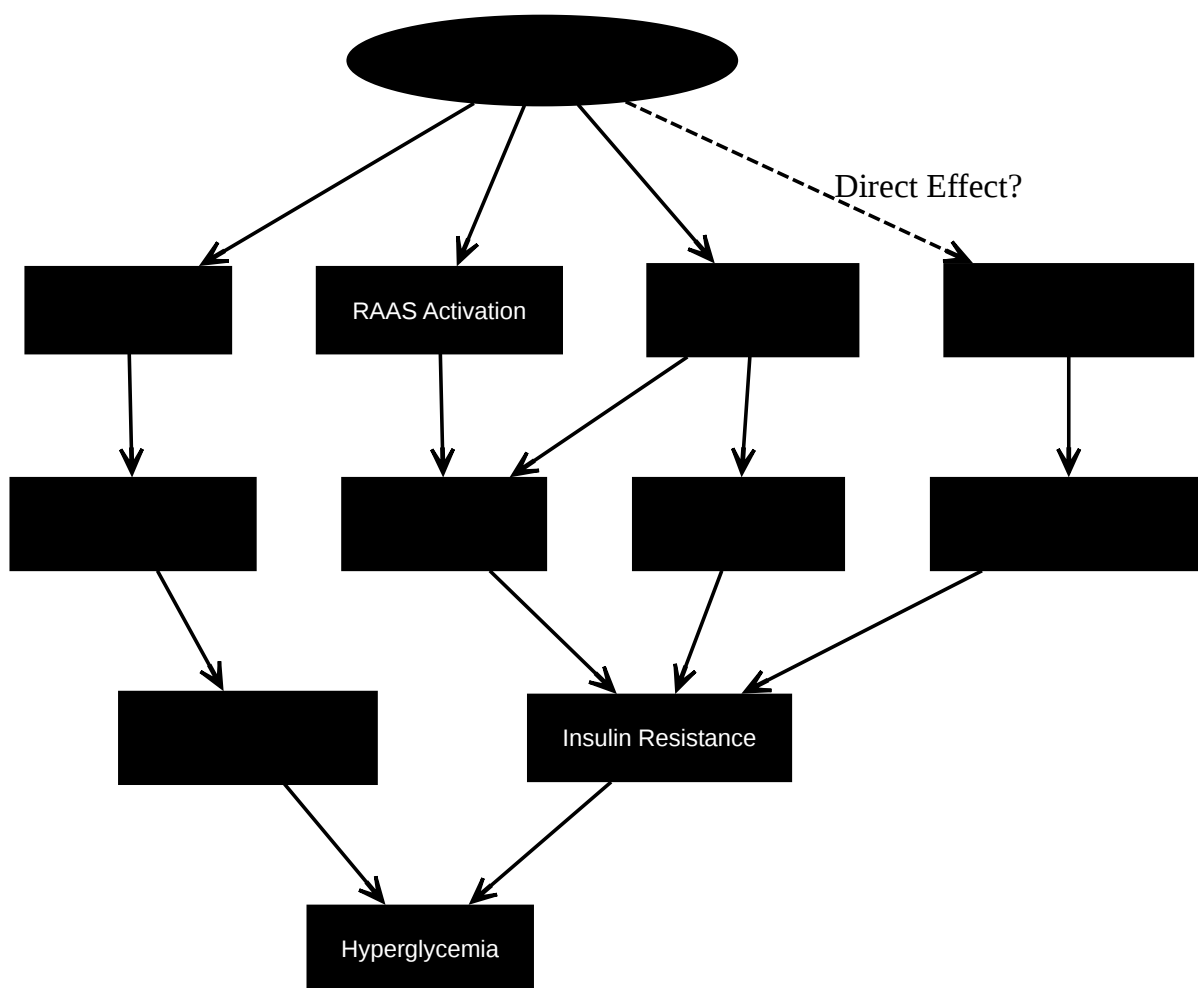 Direct Effect?
RAAS Activation
Insulin Resistance
Hyperglycemia